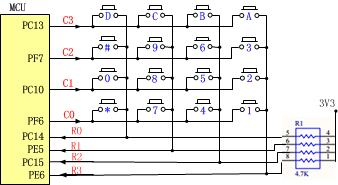 MCU
PC13 C3 D C B A
PF7 C2 # 9 6 3
PC10 C1 0 8 5 2
PF6 C0 * 7 4 1
3V3
R1
PC14 R0 5 4
PE5 R1 6 3
PC15 R2 7 2
PE6 R3 8 1
4.7K